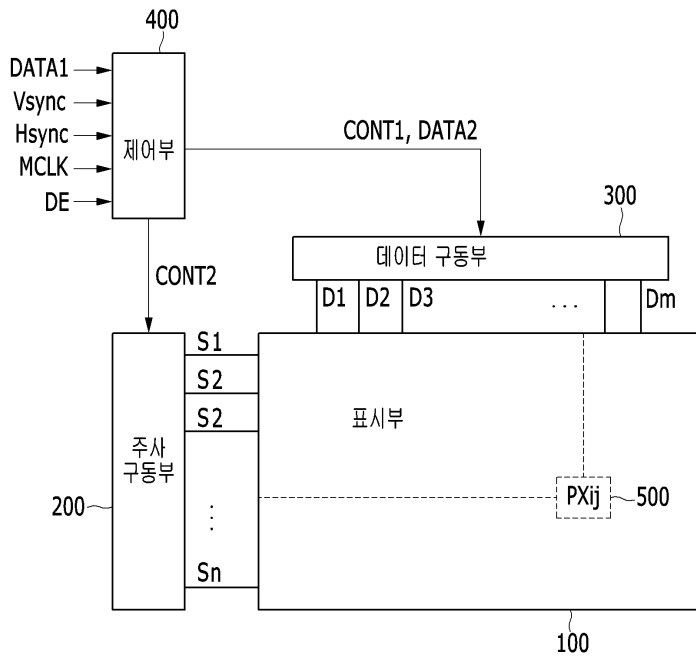 400
DATA1
Vsync
Hsync
MCLK
DE
제어부
CONT1, DATA2
300
데이터 구동부
CONT2
D1
D2
D3
...
Dm
S1
S2
S2
표시부
주사
구동부
200
...
PXij
500
Sn
100